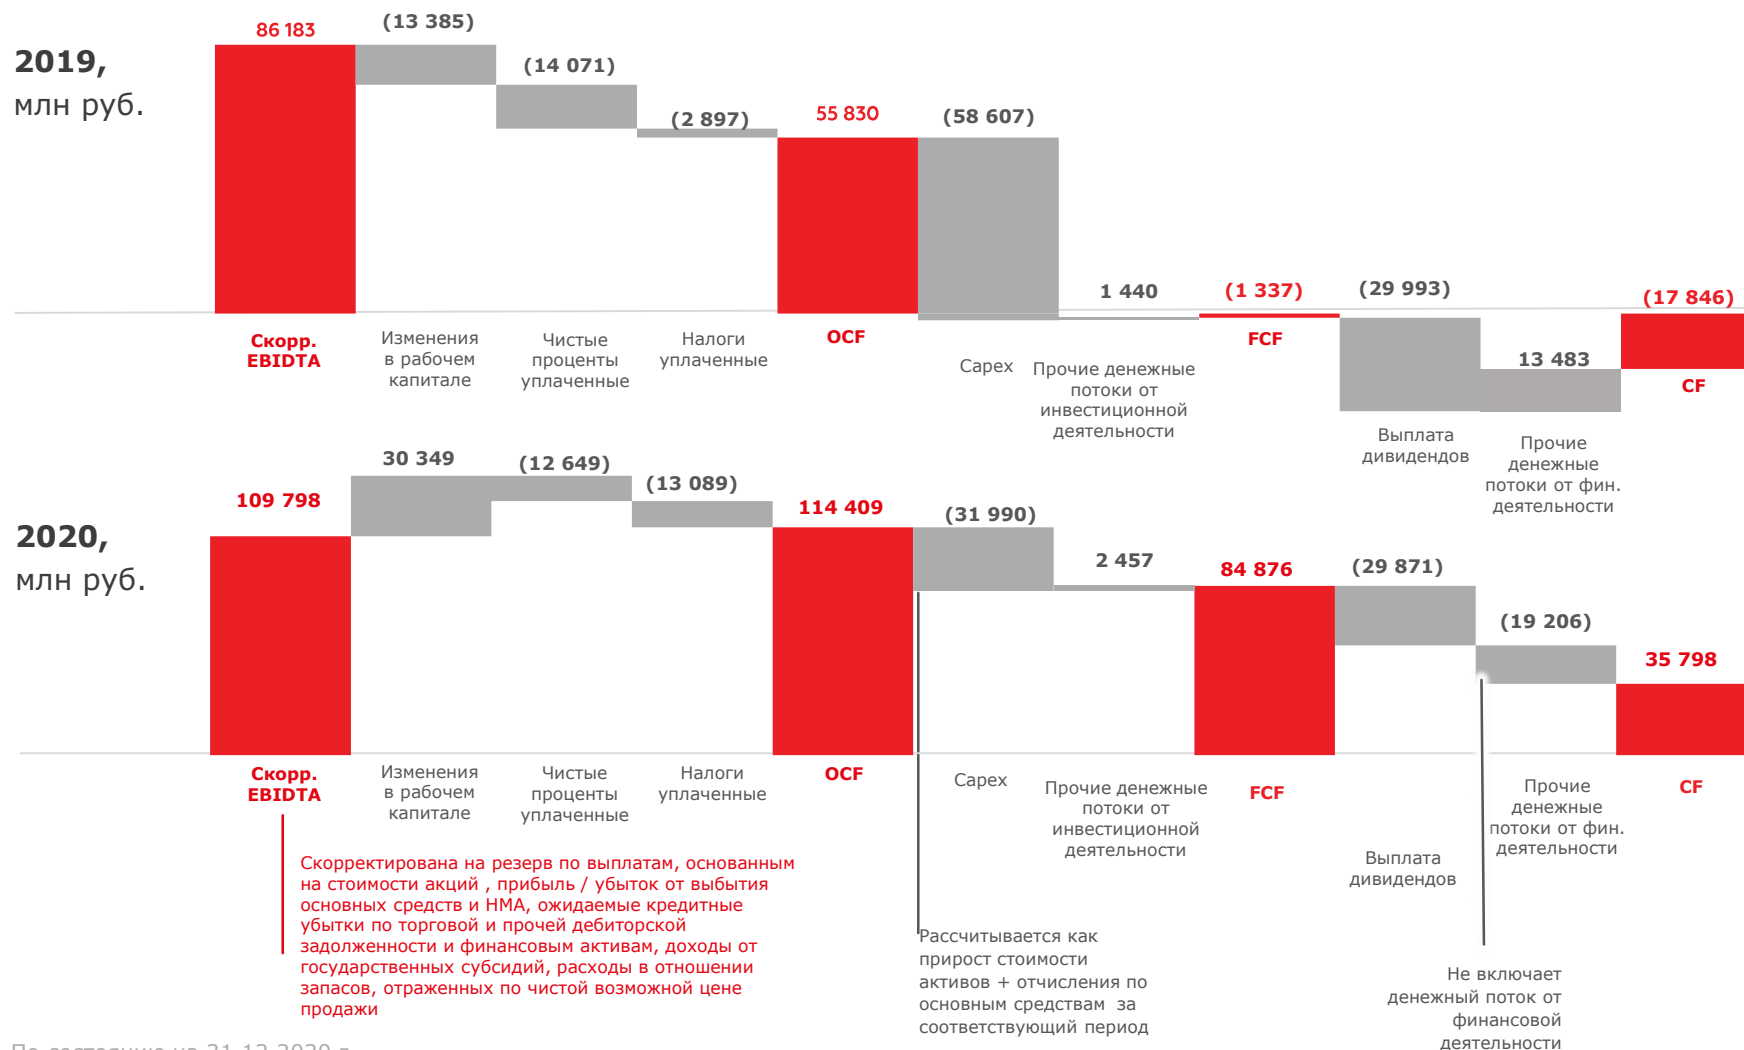 2019,
млн руб.
86 183
(13 385)
(14 071)
(2 897)
55 830
(58 607)
1 440
(1 337)
(29 993)
13 483
(17 846)
Скорр.
EBIDTA
Изменения
в рабочем
капитале
Чистые
проценты
уплаченные
Налоги
уплаченные
OCF
Capex
Прочие денежные
потоки от
инвестиционной
деятельности
FCF
Выплата
дивидендов
Прочие
денежные
потоки от фин.
деятельности
CF
2020,
млн руб.
109 798
30 349
(12 649)
(13 089)
114 409
(31 990)
2 457
84 876
(29 871)
(19 206)
35 798
Скорр.
EBIDTA
Изменения
в рабочем
капитале
Чистые
проценты
уплаченные
Налоги
уплаченные
OCF
Capex
Прочие денежные
потоки от
инвестиционной
деятельности
FCF
Выплата
дивидендов
Прочие
денежные
потоки от фин.
деятельности
CF
Скорректирована на резерв по выплатам, основанным
на стоимости акций , прибыль / убыток от выбытия
основных средств и НМА, ожидаемые кредитные
убытки по торговой и прочей дебиторской
задолженности и финансовым активам, доходы от
государственных субсидий, расходы в отношении
запасов, отраженных по чистой возможной цене
продажи
Рассчитывается как
прирост стоимости
активов + отчисления по
основным средствам за
соответствующий период
Не включает
денежный поток от
финансовой
деятельности
По состоянию на 31.12.2020 г.